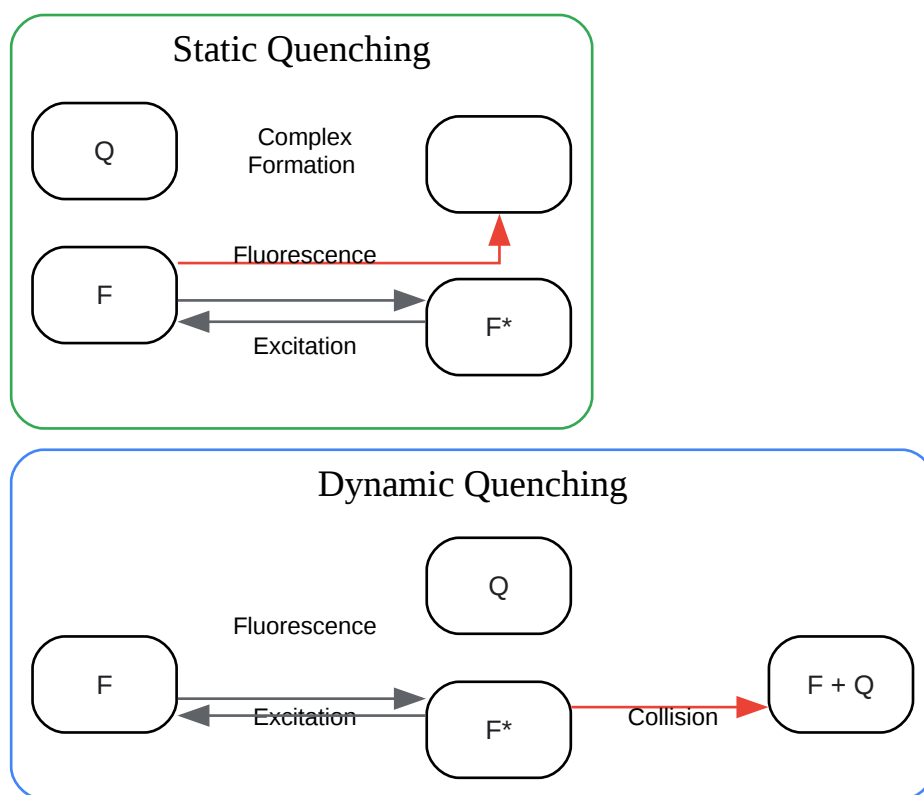 Static Quenching
Q
Complex
Formation
Fluorescence
F
F*
Excitation
Dynamic Quenching
Q
Fluorescence
F
F + Q
Excitation
F*
Collision